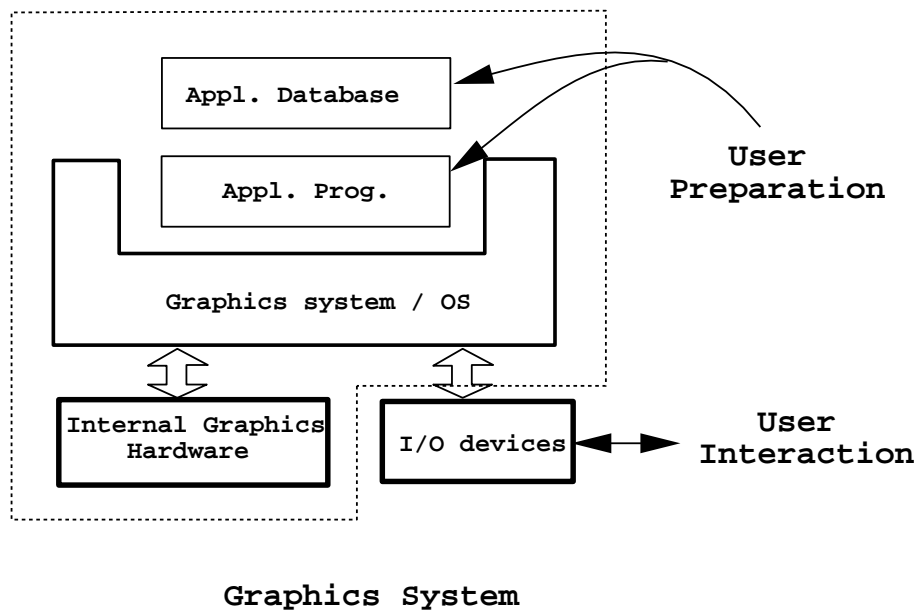 Appl. Database
User
Preparation
Appl. Prog.
Graphics system / OS
Internal Graphics
Hardware
I/O devices
User
Interaction
Graphics System